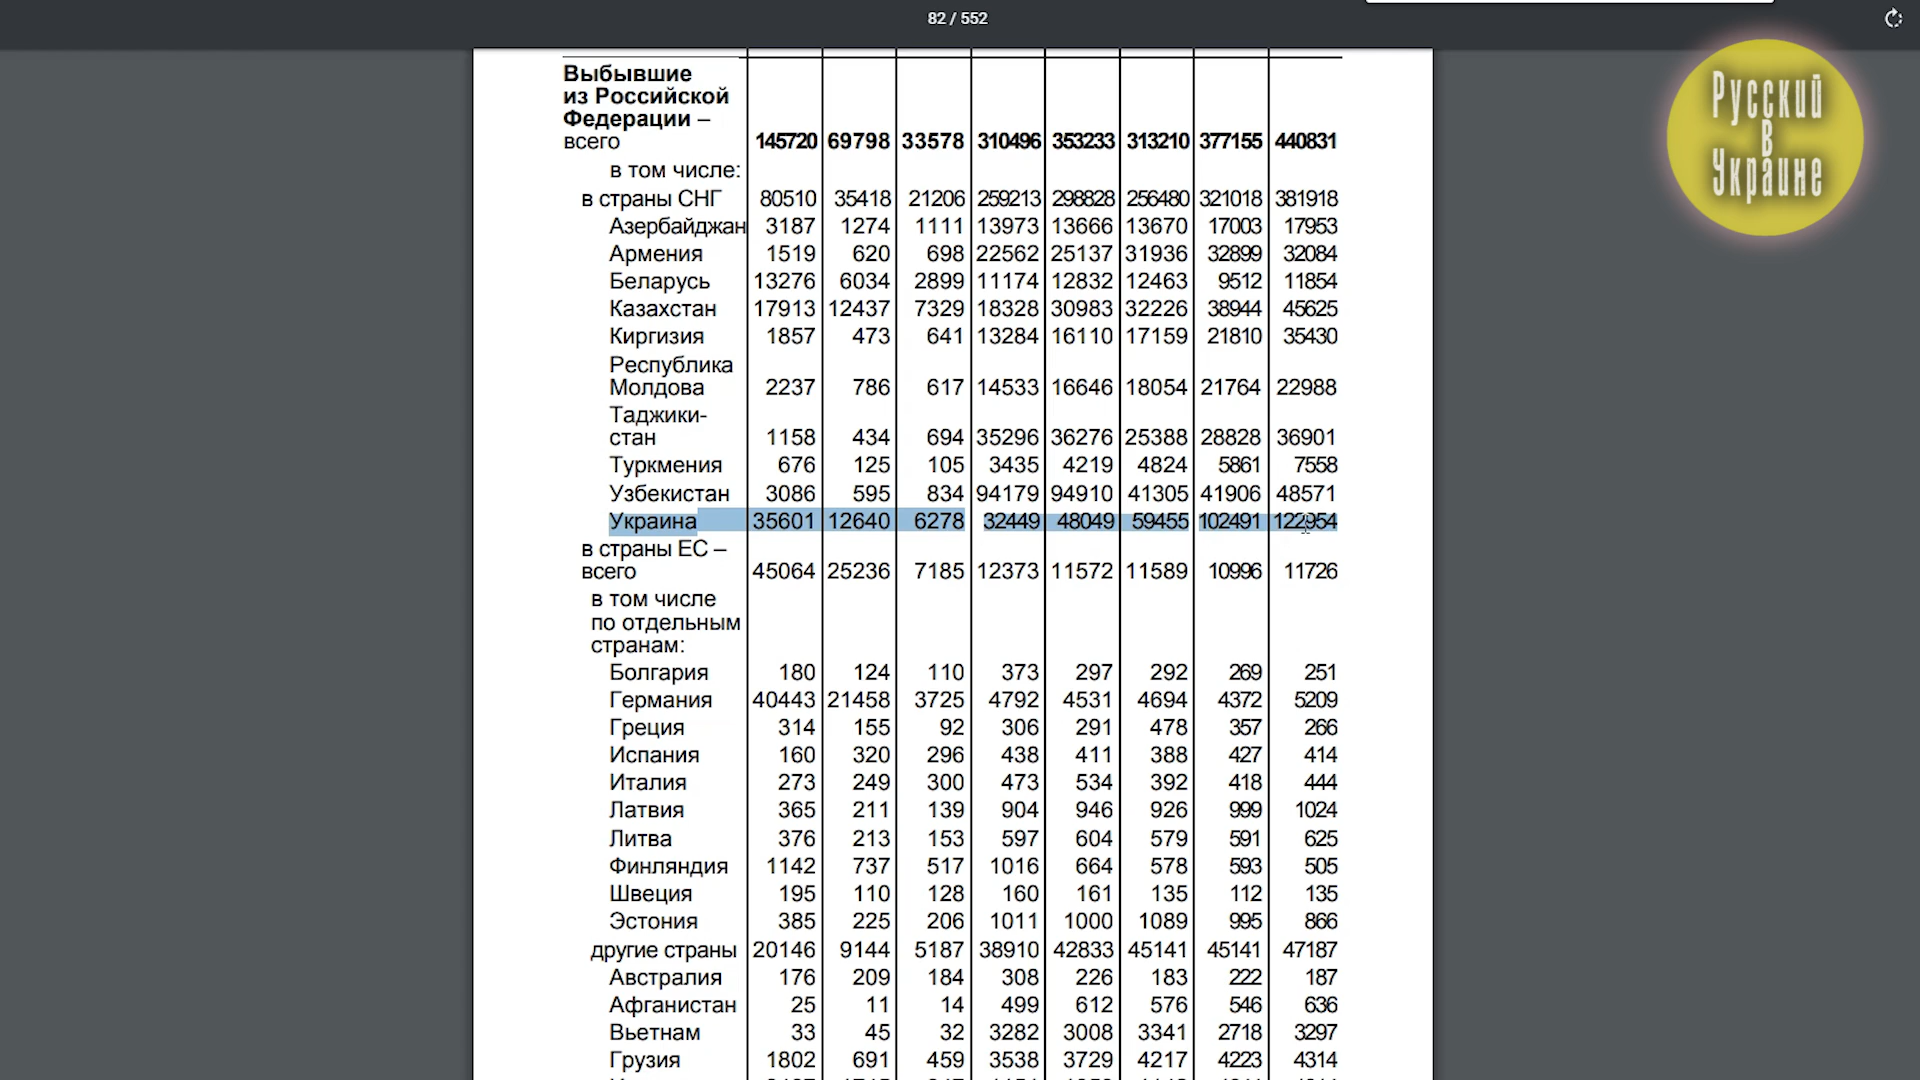 82 / 552
Русский
в
Украине
Выбывшие
из Российской
Федерации –
всего 145720 69798 33578 310496 353233 313210 377155 440831
в том числе:
в страны СНГ 80510 35418 21206 259213 298828 256480 321018 381918
Азербайджан 3187 1274 1111 13973 13666 13670 17003 17953
Армения 1519 620 698 22562 25137 31936 32899 32084
Беларусь 13276 6034 2899 11174 12832 12463 9512 11854
Казахстан 17913 12437 7329 18328 30983 32226 38944 45625
Киргизия 1857 473 641 13284 16110 17159 21810 35430
Республика
Молдова 2237 786 617 14533 16646 18054 21764 22988
Таджики-
стан 1158 434 694 35296 36276 25388 28828 36901
Туркмения 676 125 105 3435 4219 4824 5861 7558
Узбекистан 3086 595 834 94179 94910 41305 41906 48571
Украина 35601 12640 6278 32449 48049 59455 102491 122954
в страны ЕС –
всего 45064 25236 7185 12373 11572 11589 10996 11726
в том числе
по отдельным
странам:
Болгария 180 124 110 373 297 292 269 251
Германия 40443 21458 3725 4792 4531 4694 4372 5209
Греция 314 155 92 306 291 478 357 266
Испания 160 320 296 438 411 388 427 414
Италия 273 249 300 473 534 392 418 444
Латвия 365 211 139 904 946 926 999 1024
Литва 376 213 153 597 604 579 591 625
Финляндия 1142 737 517 1016 664 578 593 505
Швеция 195 110 128 160 161 135 112 135
Эстония 385 225 206 1011 1000 1089 995 866
другие страны 20146 9144 5187 38910 42833 45141 45141 47187
Австралия 176 209 184 308 226 183 222 187
Афганистан 25 11 14 499 612 576 546 636
Вьетнам 33 45 32 3282 3008 3341 2718 3297
Грузия 1802 691 459 3538 3729 4217 4223 4314